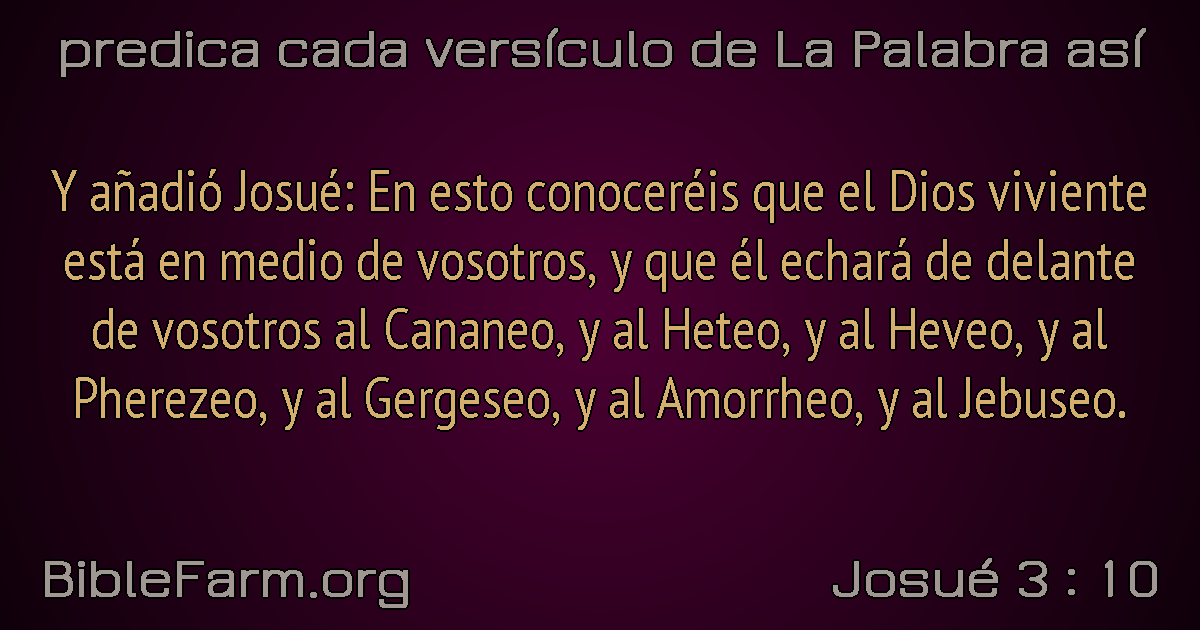 predica cada versículo de La Palabra así
Y añadió Josué: En esto conoceréis que el Dios viviente
está en medio de vosotros, y que él echará de delante
de vosotros al Cananeo, y al Heteo, y al Heveo, y al
Pherezeo, y al Gergeseo, y al Amorrheo, y al Jebuseo.
BibleFarm.org
Josué 3 : 10